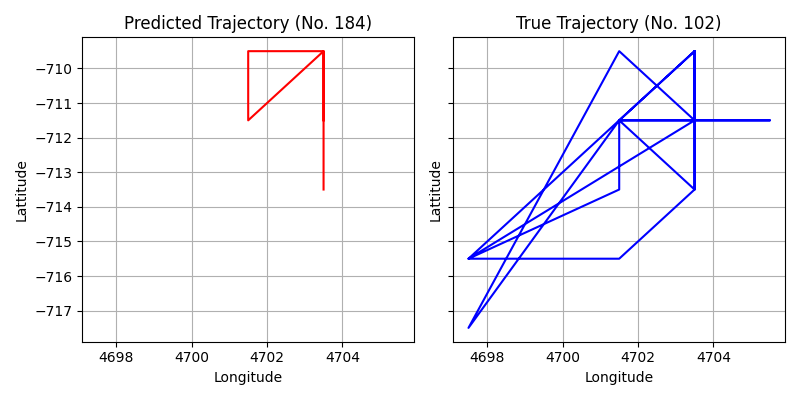 Predicted Trajectory (No. 184)
−710
−711
−712
−713
−714
−715
−716
−717
Lattitude
4698 4700 4702 4704
Longitude
True Trajectory (No. 102)
Lattitude
4698 4700 4702 4704
Longitude